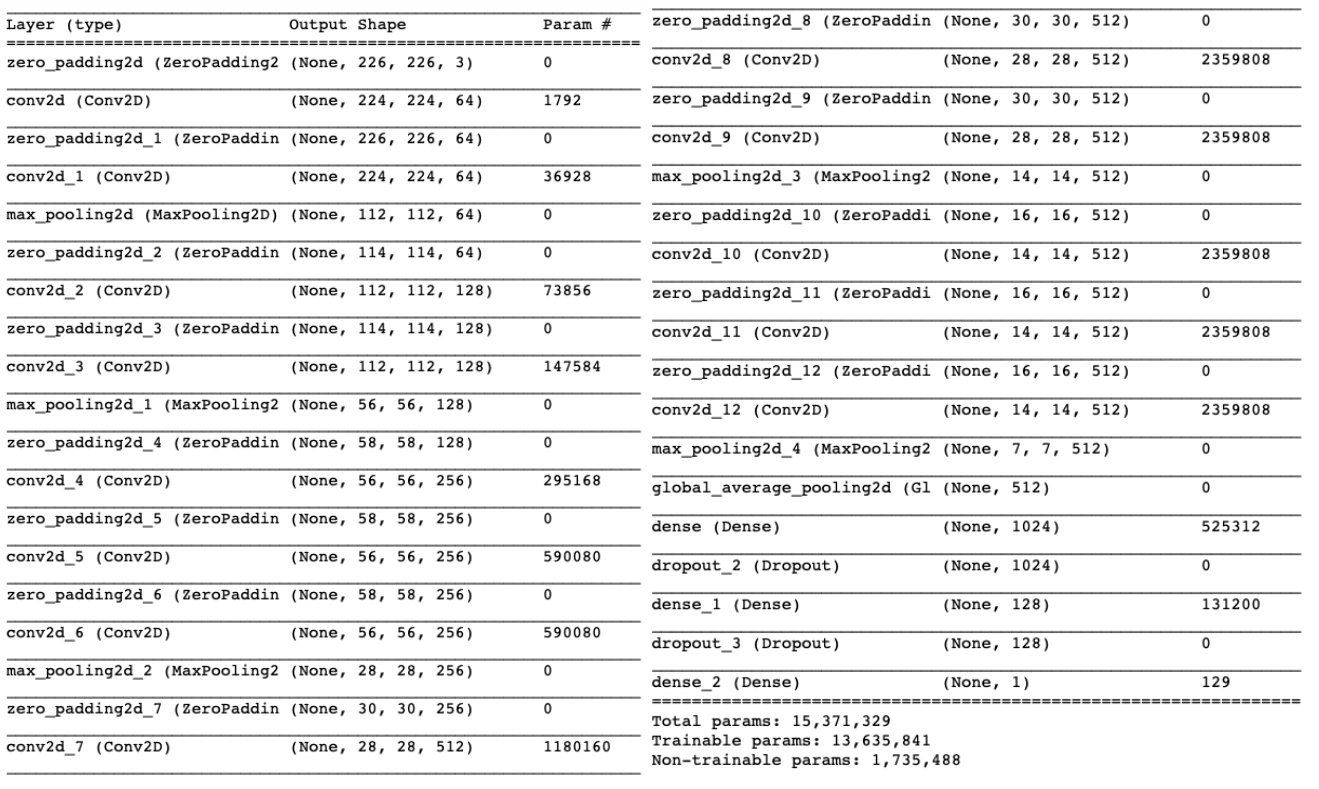 Layer (type) Output Shape Param #
zero_padding2d (ZeroPadding2 (None, 226, 226, 3) 0
conv2d (Conv2D) (None, 224, 224, 64) 1792
zero_padding2d_1 (ZeroPaddin (None, 226, 226, 64) 0
conv2d_1 (Conv2D) (None, 224, 224, 64) 36928
max_pooling2d (MaxPooling2D) (None, 112, 112, 64) 0
zero_padding2d_2 (ZeroPaddin (None, 114, 114, 64) 0
conv2d_2 (Conv2D) (None, 112, 112, 128) 73856
zero_padding2d_3 (ZeroPaddin (None, 114, 114, 128) 0
conv2d_3 (Conv2D) (None, 112, 112, 128) 147584
max_pooling2d_1 (MaxPooling2 (None, 56, 56, 128) 0
zero_padding2d_4 (ZeroPaddin (None, 58, 58, 128) 0
conv2d_4 (Conv2D) (None, 56, 56, 256) 295168
zero_padding2d_5 (ZeroPaddin (None, 58, 58, 256) 0
conv2d_5 (Conv2D) (None, 56, 56, 256) 590080
zero_padding2d_6 (ZeroPaddin (None, 58, 58, 256) 0
conv2d_6 (Conv2D) (None, 56, 56, 256) 590080
max_pooling2d_2 (MaxPooling2 (None, 28, 28, 256) 0
zero_padding2d_7 (ZeroPaddin (None, 30, 30, 256) 0
conv2d_7 (Conv2D) (None, 28, 28, 512) 1180160
zero_padding2d_8 (ZeroPaddin (None, 30, 30, 512) 0
conv2d_8 (Conv2D) (None, 28, 28, 512) 2359808
zero_padding2d_9 (ZeroPaddin (None, 30, 30, 512) 0
conv2d_9 (Conv2D) (None, 28, 28, 512) 2359808
max_pooling2d_3 (MaxPooling2 (None, 14, 14, 512) 0
zero_padding2d_10 (ZeroPaddi (None, 16, 16, 512) 0
conv2d_10 (Conv2D) (None, 14, 14, 512) 2359808
zero_padding2d_11 (ZeroPaddi (None, 16, 16, 512) 0
conv2d_11 (Conv2D) (None, 14, 14, 512) 2359808
zero_padding2d_12 (ZeroPaddi (None, 16, 16, 512) 0
conv2d_12 (Conv2D) (None, 14, 14, 512) 2359808
max_pooling2d_4 (MaxPooling2 (None, 7, 7, 512) 0
global_average_pooling2d (Gl (None, 512) 0
dense (Dense) (None, 1024) 525312
dropout_2 (Dropout) (None, 1024) 0
dense_1 (Dense) (None, 128) 131200
dropout_3 (Dropout) (None, 128) 0
dense_2 (Dense) (None, 1) 129
Total params: 15,371,329
Trainable params: 13,635,841
Non-trainable params: 1,735,488